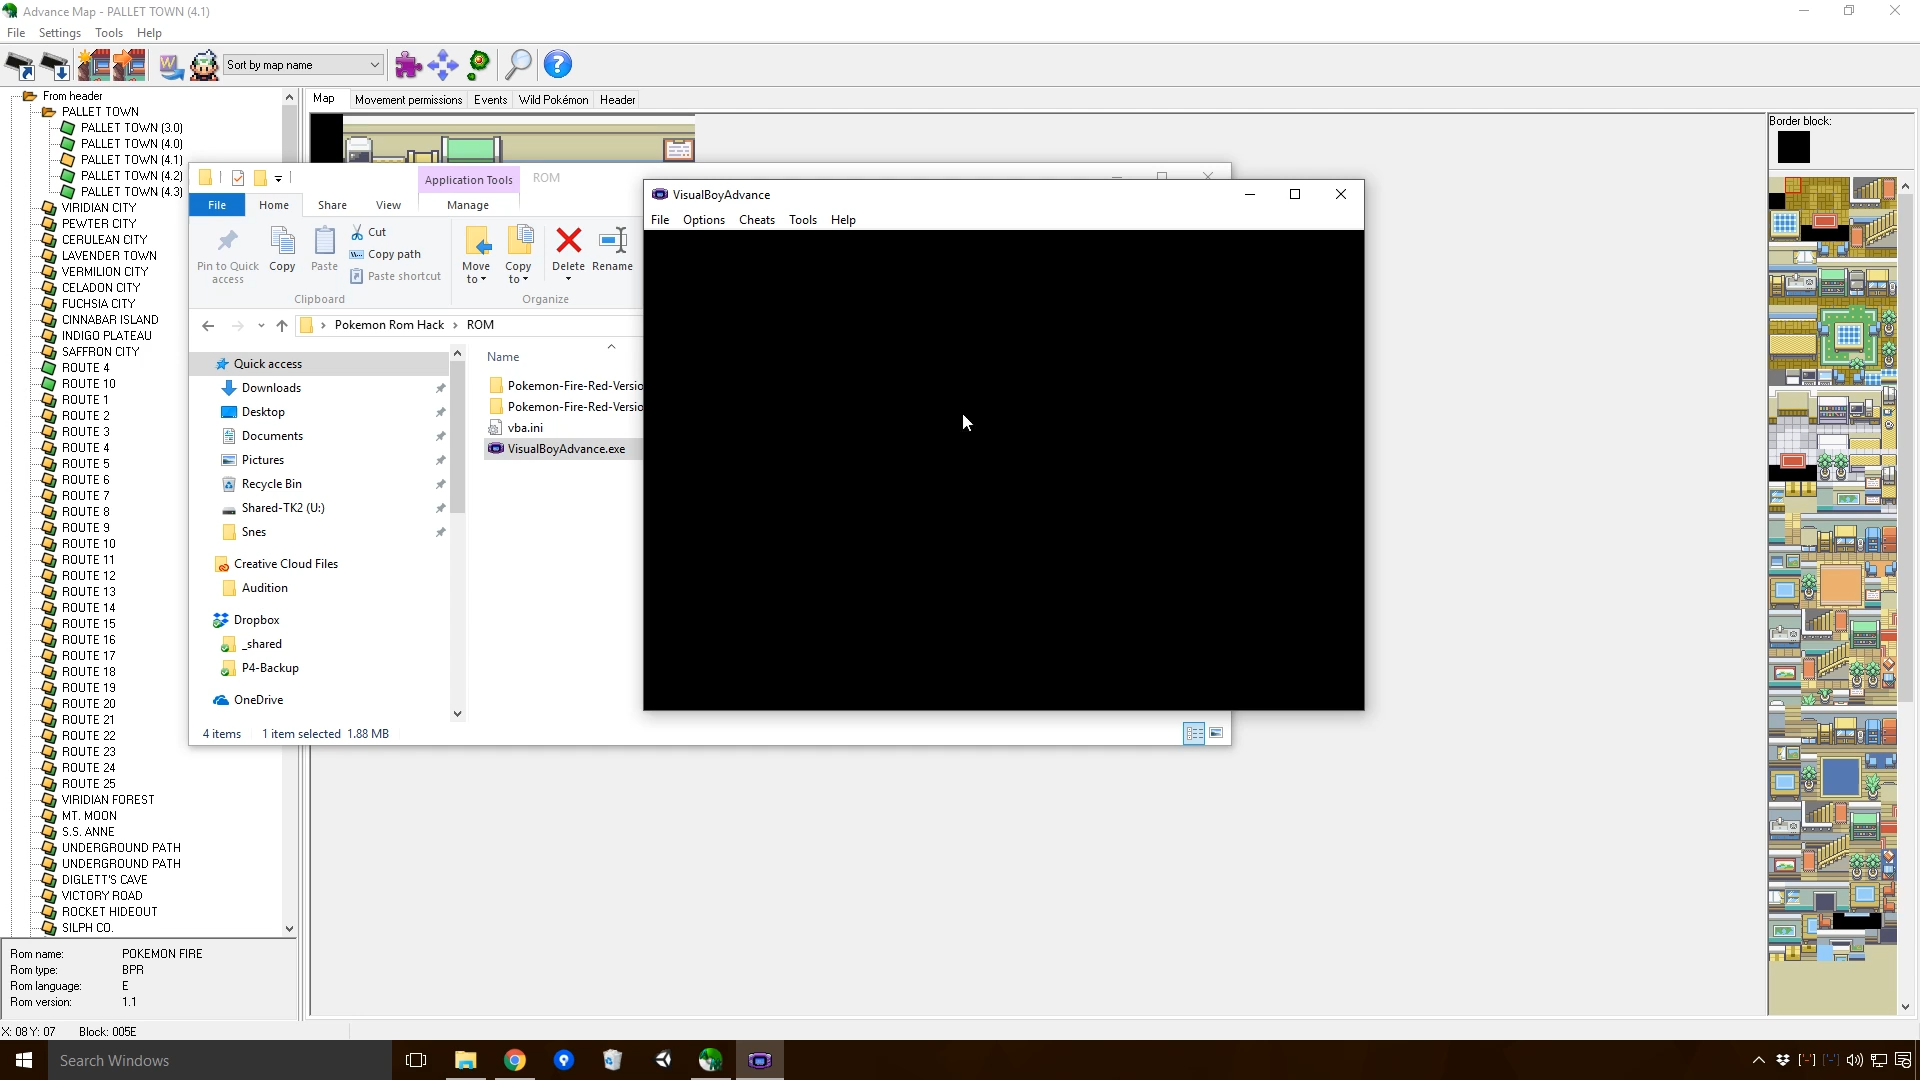 Advance Map - PALLET TOWN (4.1)
File Settings Tools Help
Sort by map name
From header
PALLET TOWN
PALLET TOWN (3.0)
PALLET TOWN (4.0)
PALLET TOWN (4.1)
PALLET TOWN (4.2)
PALLET TOWN (4.3)
VIRIDIAN CITY
PEWTER CITY
CERULEAN CITY
LAVENDER TOWN
VERMILION CITY
CELADON CITY
FUCHSIA CITY
CINNABAR ISLAND
INDIGO PLATEAU
SAFFRON CITY
ROUTE 4
ROUTE 10
ROUTE 1
ROUTE 2
ROUTE 3
ROUTE 4
ROUTE 5
ROUTE 6
ROUTE 7
ROUTE 8
ROUTE 9
ROUTE 10
ROUTE 11
ROUTE 12
ROUTE 13
ROUTE 14
ROUTE 15
ROUTE 16
ROUTE 17
ROUTE 18
ROUTE 19
ROUTE 20
ROUTE 21
ROUTE 22
ROUTE 23
ROUTE 24
ROUTE 25
VIRIDIAN FOREST
MT. MOON
S.S. ANNE
UNDERGROUND PATH
UNDERGROUND PATH
DIGLETT'S CAVE
VICTORY ROAD
ROCKET HIDEOUT
SILPH CO.
Rom name: POKEMON FIRE
Rom type: BPR
Rom language: E
Rom version: 1.1
X: 08 Y: 07 Block: 005E
Map Movement permissions Events Wild Pokémon Header
Border block:
Application Tools ROM
File Home Share View Manage
Pin to Quick access
Copy
Paste
Cut
Copy path
Paste shortcut
Clipboard
Move to
Copy to
Delete
Rename
Organize
Pokemon Rom Hack > ROM
Quick access
Downloads
Desktop
Documents
Pictures
Recycle Bin
Shared-TK2 (U:)
Snes
Creative Cloud Files
Audition
Dropbox
_shared
P4-Backup
OneDrive
Name
Pokemon-Fire-Red-Versio
Pokemon-Fire-Red-Versio
vba.ini
VisualBoyAdvance.exe
4 items 1 item selected 1.88 MB
VisualBoyAdvance
File Options Cheats Tools Help
Search Windows